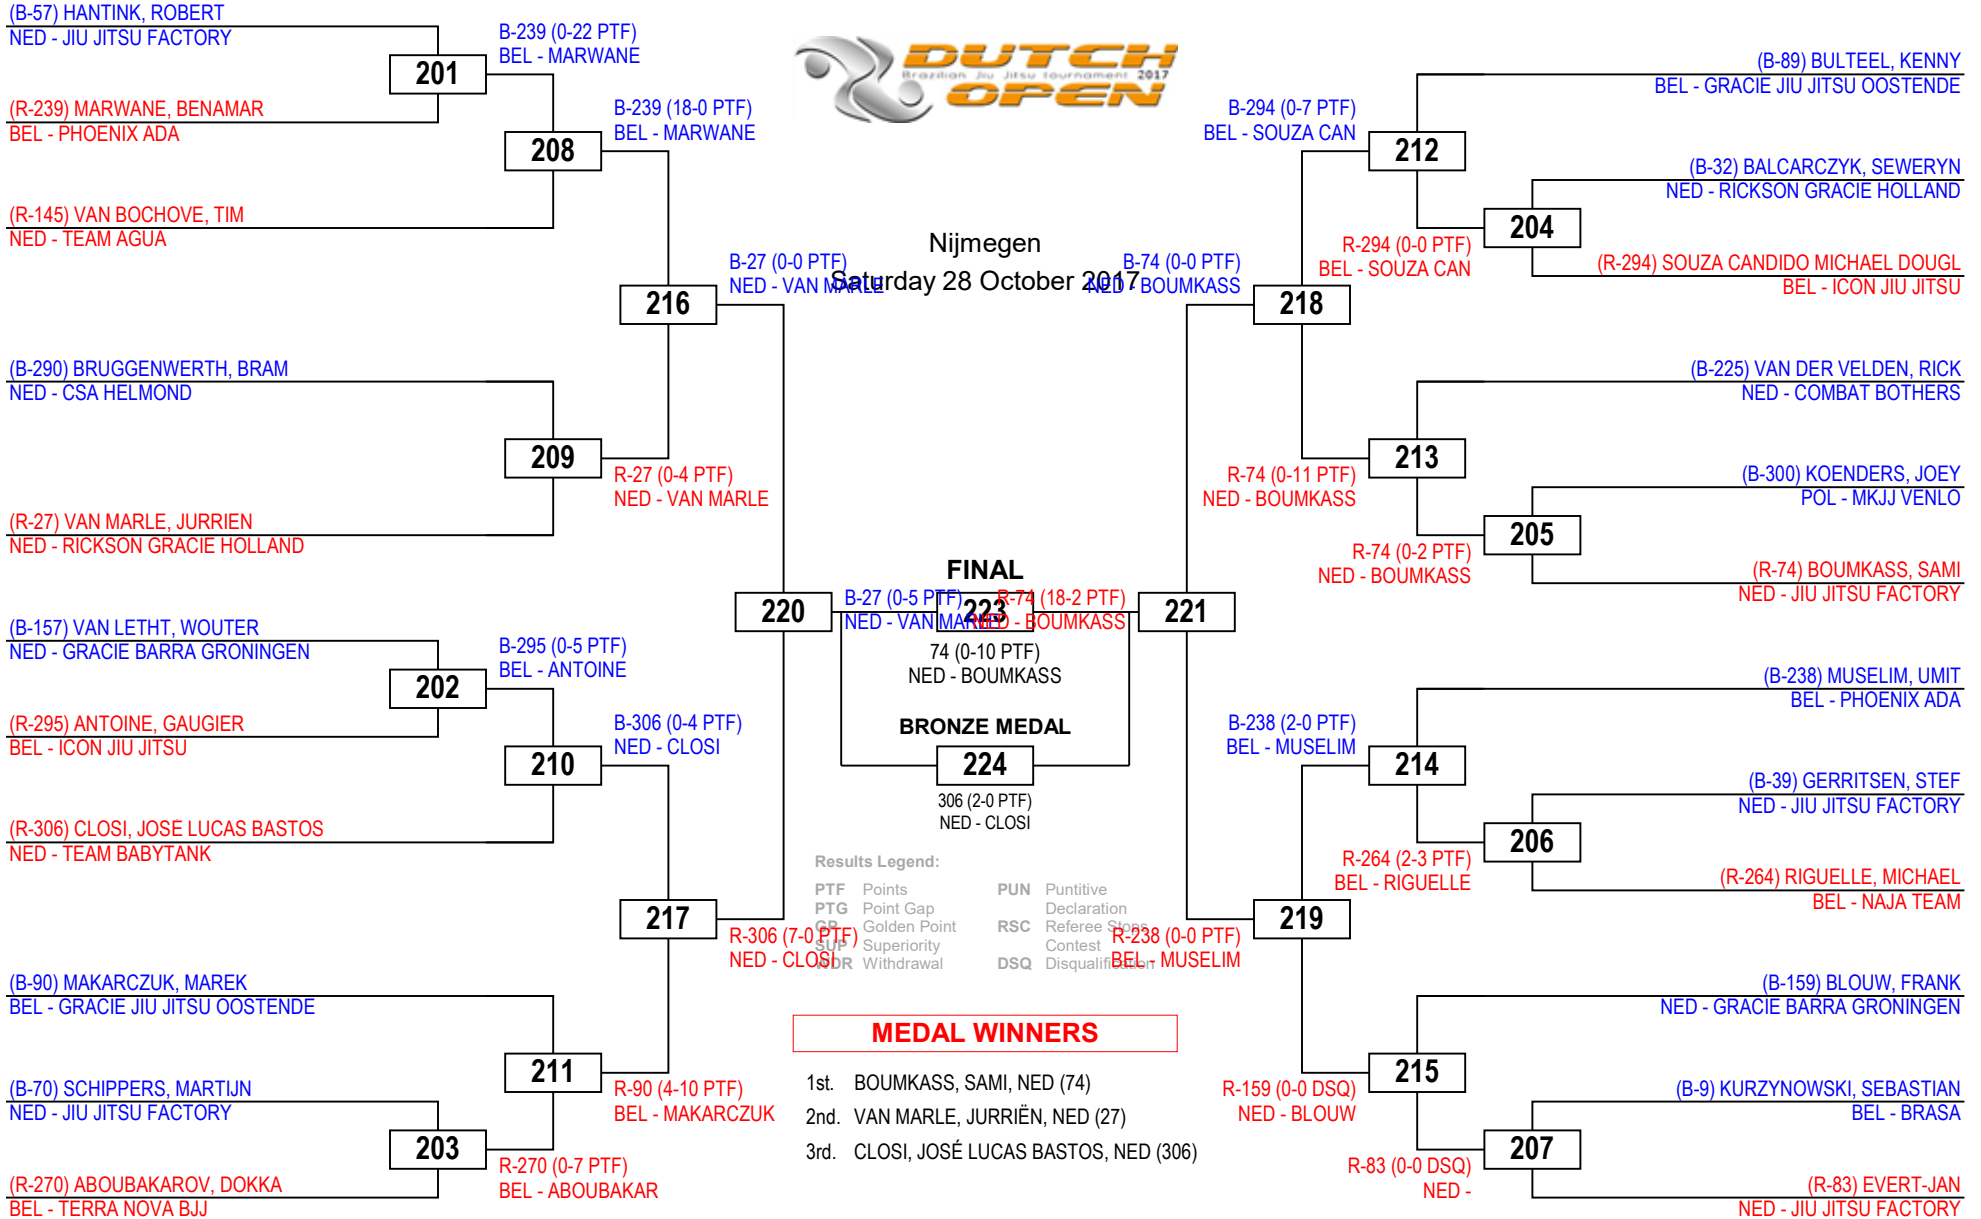 (B-57) HANTINK, ROBERT
NED - JIU JITSU FACTORY
201
B-239 (0-22 PTF)
BEL - MARWANE
(R-239) MARWANE, BENAMAR
BEL - PHOENIX ADA
208
B-239 (18-0 PTF)
BEL - MARWANE
(R-145) VAN BOCHOVE, TIM
NED - TEAM AGUA
216
B-27 (0-0 PTF)
NED - VAN MARLE
(B-290) BRUGGENWERTH, BRAM
NED - CSA HELMOND
209
R-27 (0-4 PTF)
NED - VAN MARLE
(R-27) VAN MARLE, JURRIEN
NED - RICKSON GRACIE HOLLAND
220
B-27 (0-5 PTF)
NED - VAN MARLE
(B-157) VAN LETHT, WOUTER
NED - GRACIE BARRA GRONINGEN
202
B-295 (0-5 PTF)
BEL - ANTOINE
(R-295) ANTOINE, GAUGIER
BEL - ICON JIU JITSU
210
B-306 (0-4 PTF)
NED - CLOSI
(R-306) CLOSI, JOSE LUCAS BASTOS
NED - TEAM BABYTANK
217
R-306 (7-0 PTF)
NED - CLOSI
(B-90) MAKARCZUK, MAREK
BEL - GRACIE JIU JITSU OOSTENDE
211
R-90 (4-10 PTF)
BEL - MAKARCZUK
(B-70) SCHIPPERS, MARTIJN
NED - JIU JITSU FACTORY
203
R-270 (0-7 PTF)
BEL - ABOUBAKAR
(R-270) ABOUBAKAROV, DOKKA
BEL - TERRA NOVA BJJ
DUTCH
Brazilian Jiu Jitsu tournament 2017
OPEN
Nijmegen
Saturday 28 October 2017
FINAL
223
74 (0-10 PTF)
NED - BOUMKASS
BRONZE MEDAL
224
306 (2-0 PTF)
NED - CLOSI
Results Legend:
PTF Points
PTG Point Gap
GP Golden Point
SUP Superiority
WDR Withdrawal
PUN Puntitive
Declaration
RSC Referee Stops
Contest
DSQ Disqualification
MEDAL WINNERS
1st. BOUMKASS, SAMI, NED (74)
2nd. VAN MARLE, JURRIËN, NED (27)
3rd. CLOSI, JOSÉ LUCAS BASTOS, NED (306)
(B-89) BULTEEL, KENNY
BEL - GRACIE JIU JITSU OOSTENDE
B-294 (0-7 PTF)
BEL - SOUZA CAN
212
(B-32) BALCARCZYK, SEWERYN
NED - RICKSON GRACIE HOLLAND
204
R-294 (0-0 PTF)
BEL - SOUZA CAN
(R-294) SOUZA CANDIDO MICHAEL DOUGL
BEL - ICON JIU JITSU
B-74 (0-0 PTF)
NED - BOUMKASS
218
(B-225) VAN DER VELDEN, RICK
NED - COMBAT BOTHERS
213
R-74 (0-11 PTF)
NED - BOUMKASS
(B-300) KOENDERS, JOEY
POL - MKJJ VENLO
205
R-74 (0-2 PTF)
NED - BOUMKASS
(R-74) BOUMKASS, SAMI
NED - JIU JITSU FACTORY
R-74 (18-2 PTF)
NED - BOUMKASS
221
(B-238) MUSELIM, UMIT
BEL - PHOENIX ADA
B-238 (2-0 PTF)
BEL - MUSELIM
214
(B-39) GERRITSEN, STEF
NED - JIU JITSU FACTORY
206
R-264 (2-3 PTF)
BEL - RIGUELLE
(R-264) RIGUELLE, MICHAEL
BEL - NAJA TEAM
219
R-238 (0-0 PTF)
BEL - MUSELIM
(B-159) BLOUW, FRANK
NED - GRACIE BARRA GRONINGEN
215
R-159 (0-0 DSQ)
NED - BLOUW
(B-9) KURZYNOWSKI, SEBASTIAN
BEL - BRASA
207
R-83 (0-0 DSQ)
NED -
(R-83) EVERT-JAN
NED - JIU JITSU FACTORY